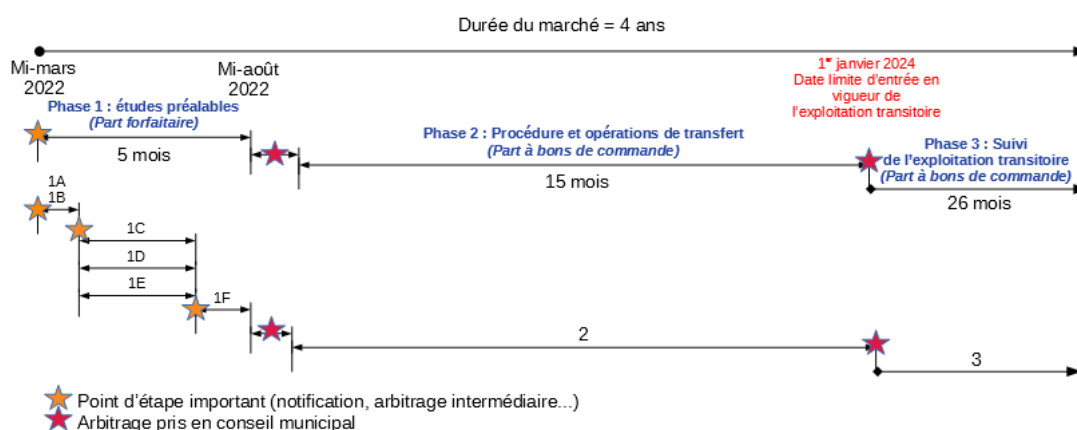 Durée du marché = 4 ans
Mi-mars
2022
Mi-août
2022
1er janvier 2024
Date limite d'entrée en
vigueur de
l'exploitation transitoire
Phase 1 : études préalables
(Part forfaitaire)
5 mois
Phase 2 : Procédure et opérations de transfert
(Part à bons de commande)
15 mois
Phase 3 : Suivi
de l'exploitation transitoire
(Part à bons de commande)
26 mois
1A
1B
1C
1D
1E
1F
2
3
Point d'étape important (notification, arbitrage intermédiaire...)
Arbitrage pris en conseil municipal